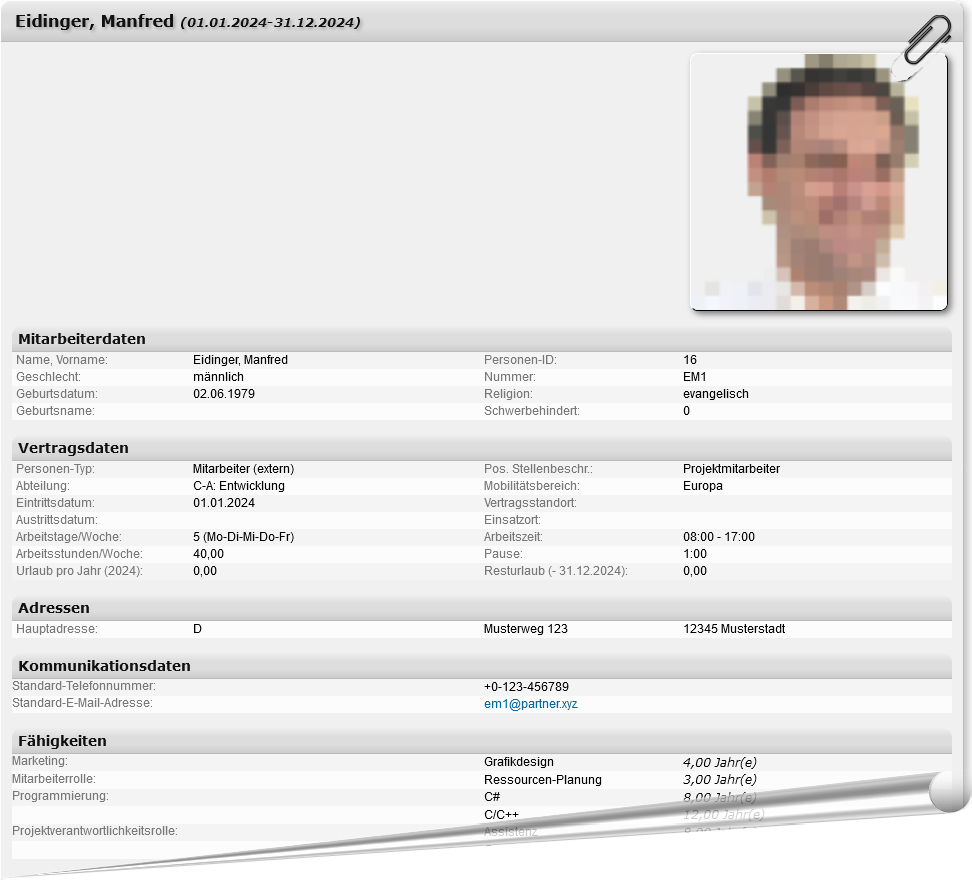 Eidinger, Manfred (01.01.2024-31.12.2024)
Mitarbeiterdaten
Name, Vorname: Eidinger, Manfred Personen-ID: 16
Geschlecht: männlich Nummer: EM1
Geburtsdatum: 02.06.1979 Religion: evangelisch
Geburtsname: Schwerbehindert: 0
Vertragsdaten
Personen-Typ: Mitarbeiter (extern) Pos. Stellenbeschr.: Projektmitarbeiter
Abteilung: C-A: Entwicklung Mobilitätsbereich: Europa
Eintrittsdatum: 01.01.2024 Vertragsstandort:
Austrittsdatum: Einsatzort:
Arbeitstage/Woche: 5 (Mo-Di-Mi-Do-Fr) Arbeitszeit: 08:00 - 17:00
Arbeitsstunden/Woche: 40,00 Pause: 1:00
Urlaub pro Jahr (2024): 0,00 Resturlaub (- 31.12.2024): 0,00
Adressen
Hauptadresse: D Musterweg 123 12345 Musterstadt
Kommunikationsdaten
Standard-Telefonnummer: +0-123-456789
Standard-E-Mail-Adresse: em1@partner.xyz
Fähigkeiten
Marketing: Grafikdesign 4,00 Jahr(e)
Mitarbeiterrolle: Ressourcen-Planung 3,00 Jahr(e)
Programmierung: C# 8,00 Jahr(e)
C/C++ 12,00 Jahr(e)
Projektverantwortlichkeitsrolle: Assistenz